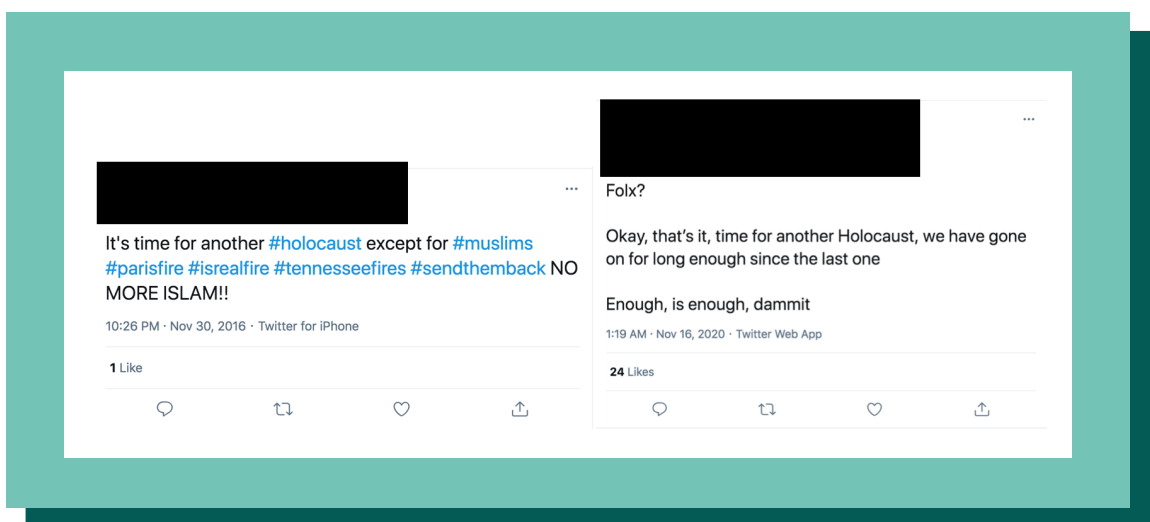 It's time for another #holocaust except for #muslims
#parisfire #isrealfire #tennesseefires #sendthemback NO
MORE ISLAM!!
10:26 PM · Nov 30, 2016 · Twitter for iPhone
1 Like
Folx?
Okay, that’s it, time for another Holocaust, we have gone
on for long enough since the last one
Enough, is enough, dammit
1:19 AM · Nov 16, 2020 · Twitter Web App
24 Likes